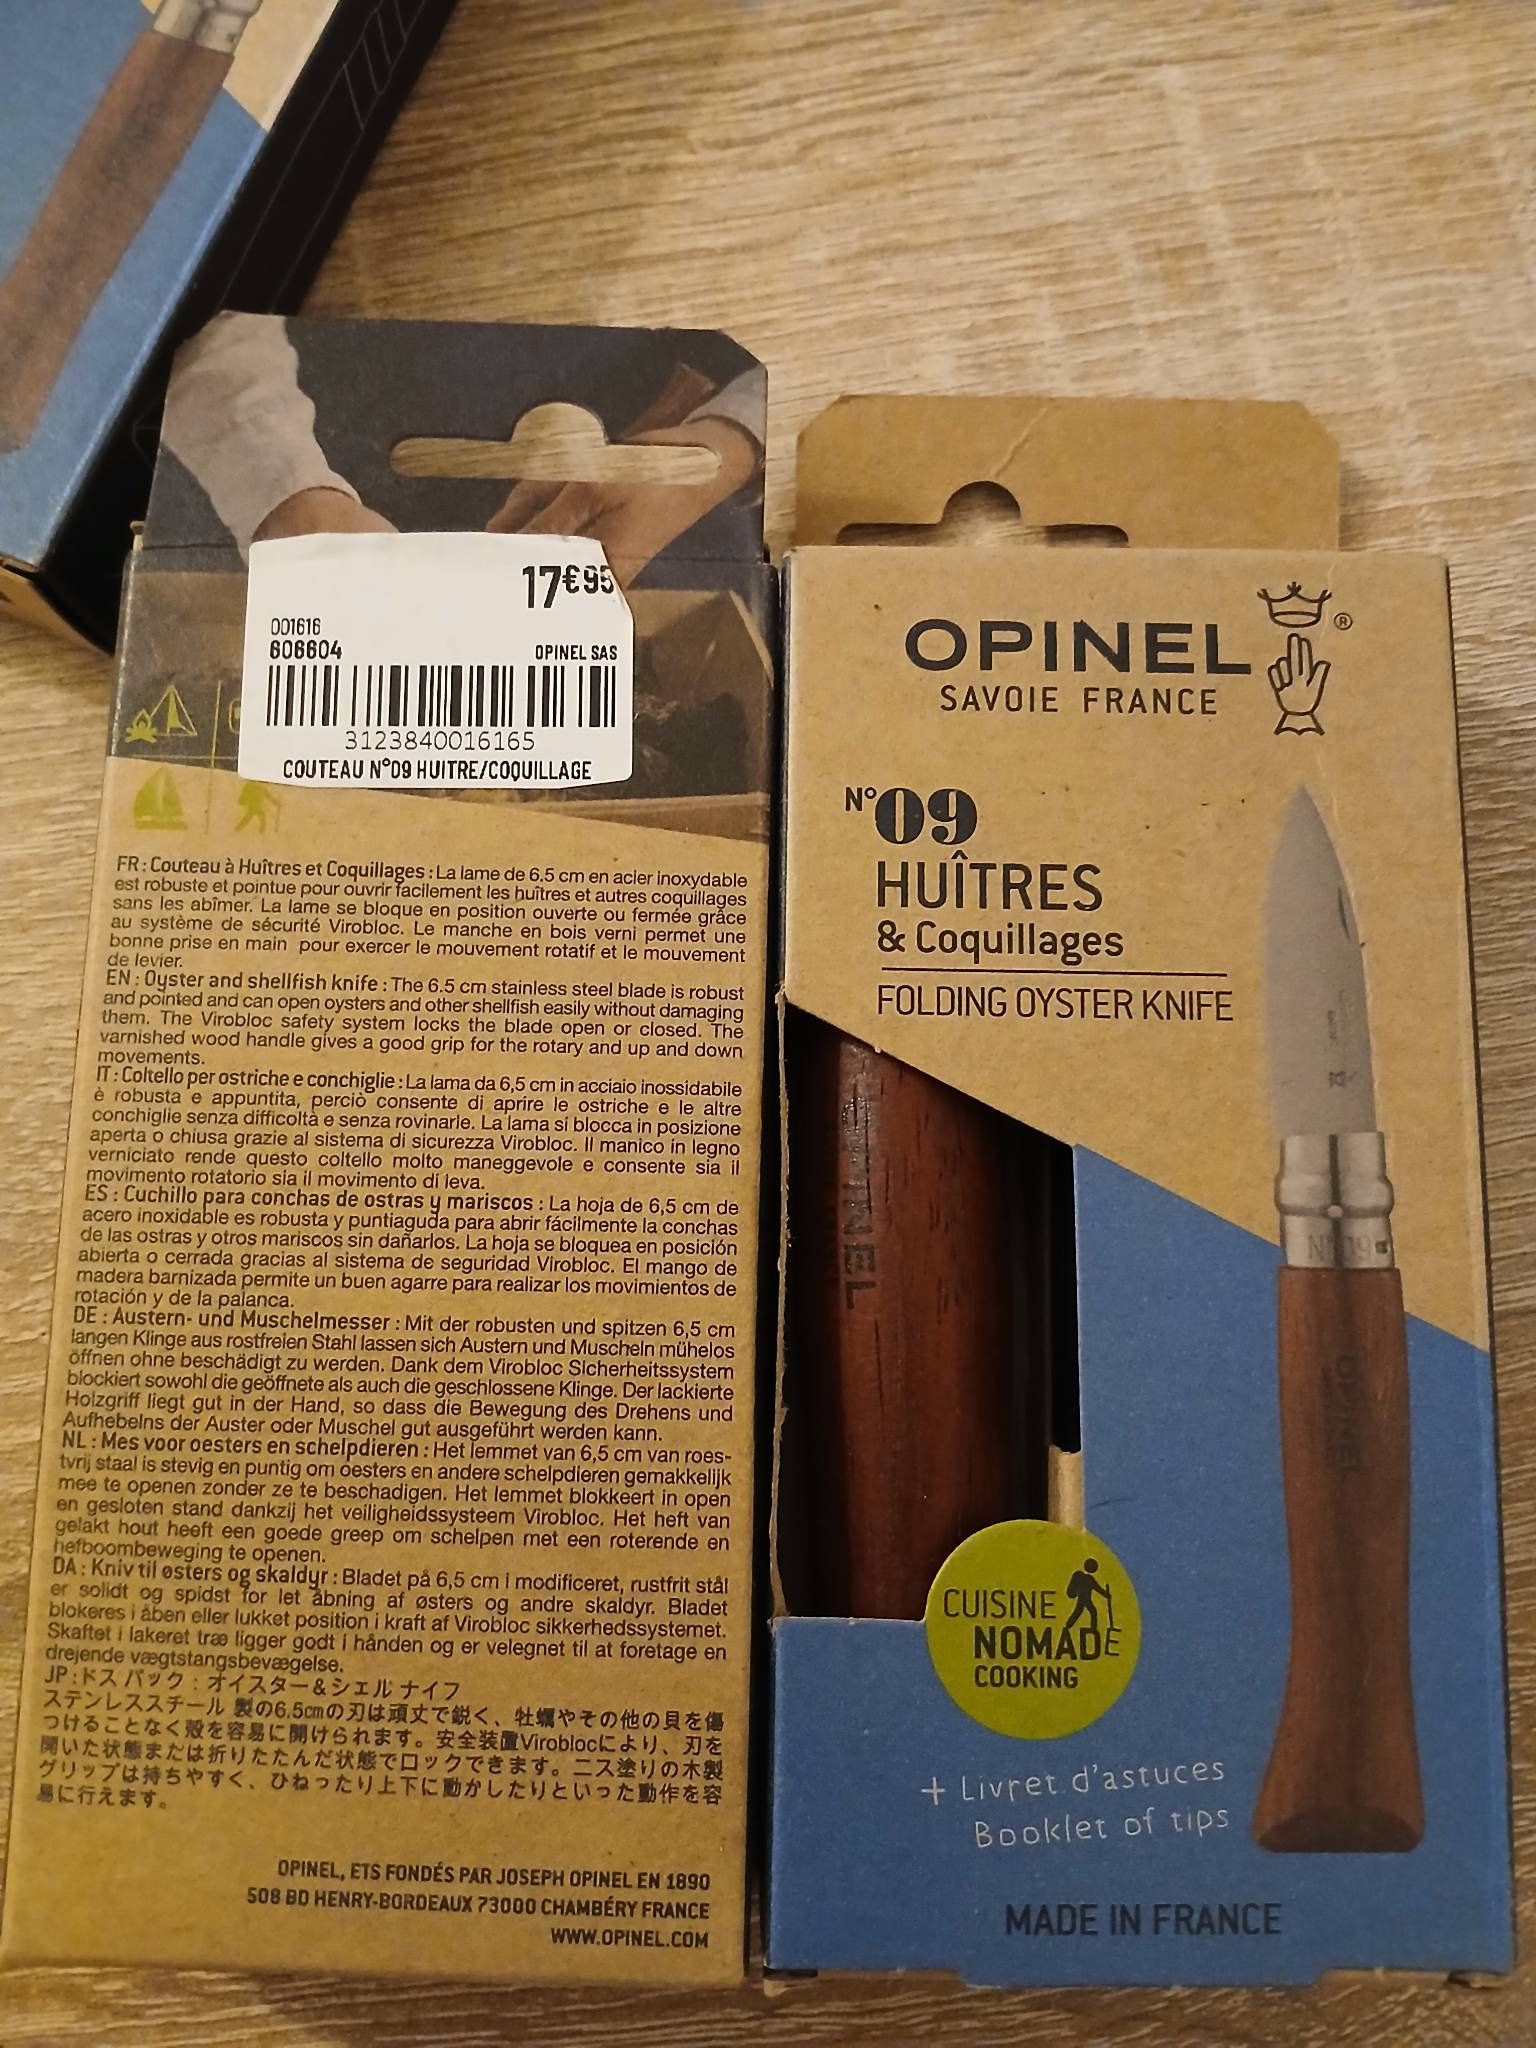 17€95
001616
606604
OPINEL SAS
3123840016165
COUTEAU N°09 HUITRE/COQUILLAGE
FR : Couteau à Huîtres et Coquillages : La lame de 6.5 cm en acier inoxydable
est robuste et pointue pour ouvrir facilement les huîtres et autres coquillages
sans les abîmer. La lame se bloque en position ouverte ou fermée grâce
au système de sécurité Virobloc. Le manche en bois verni permet une
bonne prise en main pour exercer le mouvement rotatif et le mouvement
de levier.
EN : Oyster and shellfish knife : The 6.5 cm stainless steel blade is robust
and pointed and can open oysters and other shellfish easily without damaging
them. The Virobloc safety system locks the blade open or closed. The
varnished wood handle gives a good grip for the rotary and up and down
movements.
IT : Coltello per ostriche e conchiglie : La lama da 6,5 cm in acciaio inossidabile
è robusta e appuntita, perciò consente di aprire le ostriche e le altre
conchiglie senza difficoltà e senza rovinarle. La lama si blocca in posizione
aperta o chiusa grazie al sistema di sicurezza Virobloc. Il manico in legno
verniciato rende questo coltello molto maneggevole e consente sia il
movimento rotatorio sia il movimento di leva.
ES : Cuchillo para conchas de ostras y mariscos : La hoja de 6,5 cm de
acero inoxidable es robusta y puntiaguda para abrir fácilmente la conchas
de las ostras y otros mariscos sin dañarlos. La hoja se bloquea en posición
abierta o cerrada gracias al sistema de seguridad Virobloc. El mango de
madera barnizada permite un buen agarre para realizar los movimientos de
rotación y de la palanca.
DE : Austern- und Muschelmesser : Mit der robusten und spitzen 6,5 cm
langen Klinge aus rostfreien Stahl lassen sich Austern und Muscheln mühelos
öffnen ohne beschädigt zu werden. Dank dem Virobloc Sicherheitssystem
blockiert sowohl die geöffnete als auch die geschlossene Klinge. Der lackierte
Holzgriff liegt gut in der Hand, so dass die Bewegung des Drehens und
Aufhebelns der Auster oder Muschel gut ausgeführt werden kann.
NL : Mes voor oesters en schelpdieren : Het lemmet van 6,5 cm van roes-
tvrij staal is stevig en puntig om oesters en andere schelpdieren gemakkelijk
mee te openen zonder ze te beschadigen. Het lemmet blokkeert in open
en gesloten stand dankzij het veiligheidssysteem Virobloc. Het heft van
gelakt hout heeft een goede greep om schelpen met een roterende en
hefboombeweging te openen.
DA : Kniv til østers og skaldyr : Bladet på 6,5 cm i modificeret, rustfrit stål
er solidt og spidst for let åbning af østers og andre skaldyr. Bladet
blokeres i åben eller lukket position i kraft af Virobloc sikkerhedssystemet.
Skaftet i lakeret træ ligger godt i hånden og er velegnet til at foretage en
drejende vægtstangsbevægelse.
JP : ドス パック : オイスター&シェル ナイフ
ステンレススチール 製の6.5cmの刃は頑丈で鋭く、牡蠣やその他の貝を傷
つけることなく殻を容易に開けられます。安全装置Viroblocにより、刃を
開いた状態または折りたたんだ状態でロックできます。ニス塗りの木製
グリップは持ちやすく、ひねったり上下に動かしたりといった動作を容
易に行えます。
OPINEL, ETS FONDÉS PAR JOSEPH OPINEL EN 1890
508 BD HENRY-BORDEAUX 73000 CHAMBÉRY FRANCE
WWW.OPINEL.COM
OPINEL ®
SAVOIE FRANCE
N°09
HUÎTRES
& Coquillages
FOLDING OYSTER KNIFE
OPINEL
N°09
OPINEL
CUISINE
NOMADE
COOKING
+ Livret d'astuces
Booklet of tips
MADE IN FRANCE